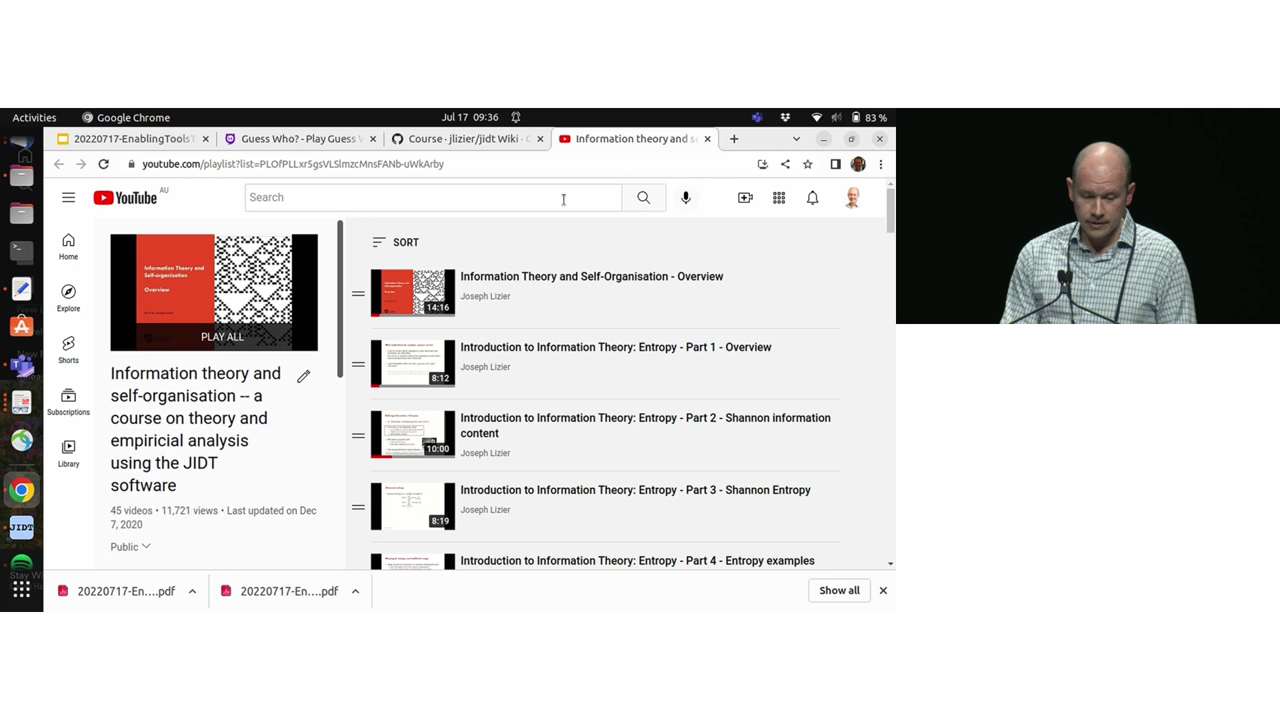 Activities
Google Chrome
Jul 17 09:36
83 %
20220717-EnablingToolsT
Guess Who? - Play Guess W
Course · jlizier/jidt Wiki · G
Information theory and se
youtube.com/playlist?list=PLOfPLLxrSgsVLSlmzcMnsFANb-uWkArby
YouTube
AU
Search
Home
Explore
Shorts
Subscriptions
Library
Information Theory and
Self-organisation
Overview
PLAY ALL
Information theory and
self-organisation -- a
course on theory and
empiricial analysis
using the JIDT
software
45 videos • 11,721 views • Last updated on Dec
7, 2020
Public
SORT
14:16
Information Theory and Self-Organisation - Overview
Joseph Lizier
8:12
Introduction to Information Theory: Entropy - Part 1 - Overview
Joseph Lizier
10:00
Introduction to Information Theory: Entropy - Part 2 - Shannon information
content
Joseph Lizier
8:19
Introduction to Information Theory: Entropy - Part 3 - Shannon Entropy
Joseph Lizier
Introduction to Information Theory: Entropy - Part 4 - Entropy examples
JIDT
20220717-En....pdf
20220717-En....pdf
Show all